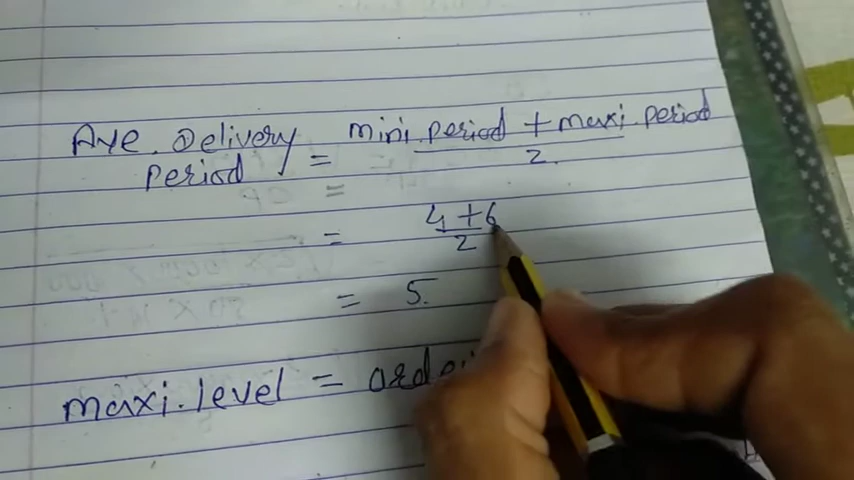 Ave. Delivery period = mini period + maxi. period
2.
=
= 4 + 6
2
= 5.
maxi. level =